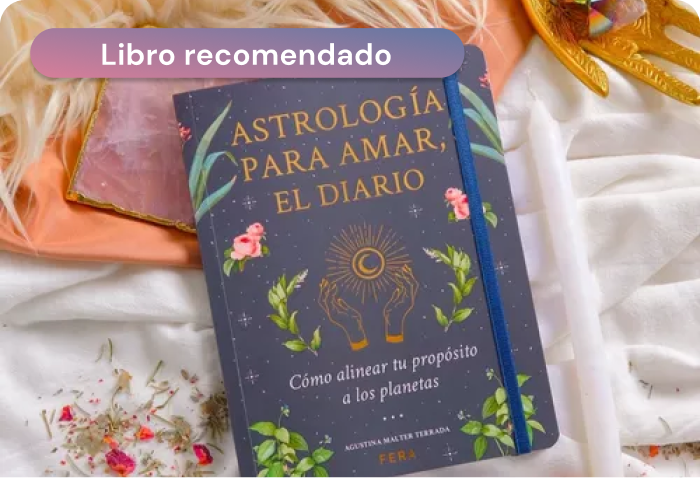 Libro recomendado
ASTROLOGÍA
PARA AMAR,
EL DIARIO
Cómo alinear tu propósito
a los planetas
AGUSTINA MALTER TERRADA
FERA